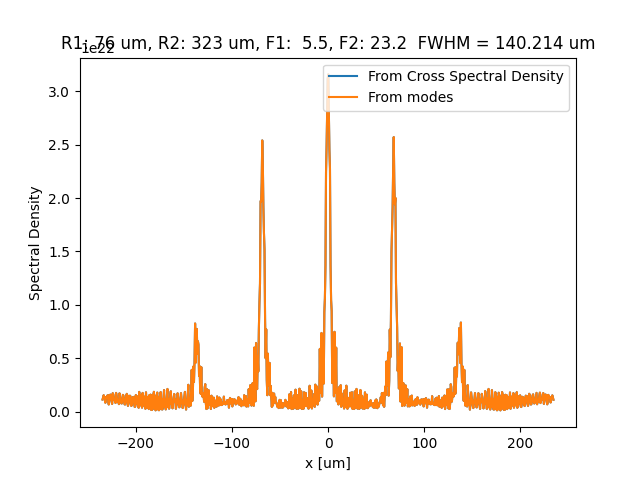 R1: 76 um, R2: 323 um, F1:  5.5, F2: 23.2  FWHM = 140.214 um
1e22
From Cross Spectral Density
From modes
3.0
2.5
2.0
1.5
1.0
0.5
0.0
Spectral Density
−200
−100
0
100
200
x [um]